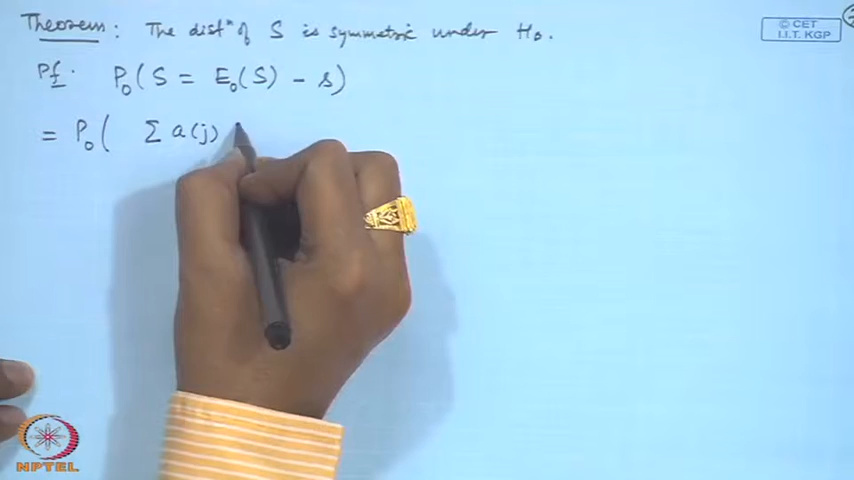 Theorem: The distⁿ of S is symmetric under H₀.
© CET
I.I.T. KGP
Pf. P₀(S = E₀(S) − s)
= P₀( Σ a(j)
NPTEL